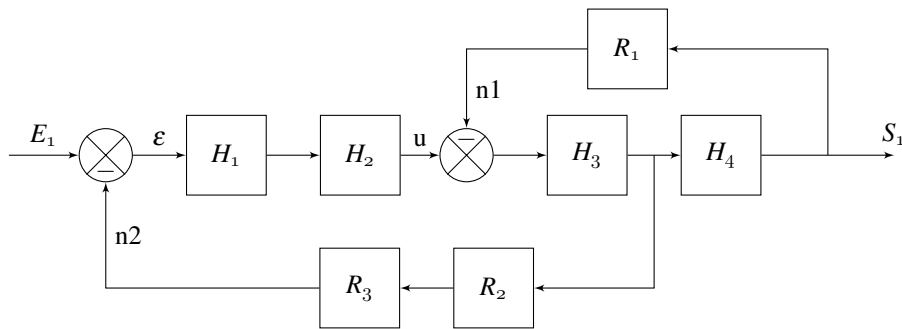 R₁
n1
E₁
ε
H₁
H₂
u
−
H₃
H₄
S₁
−
n2
R₃
R₂